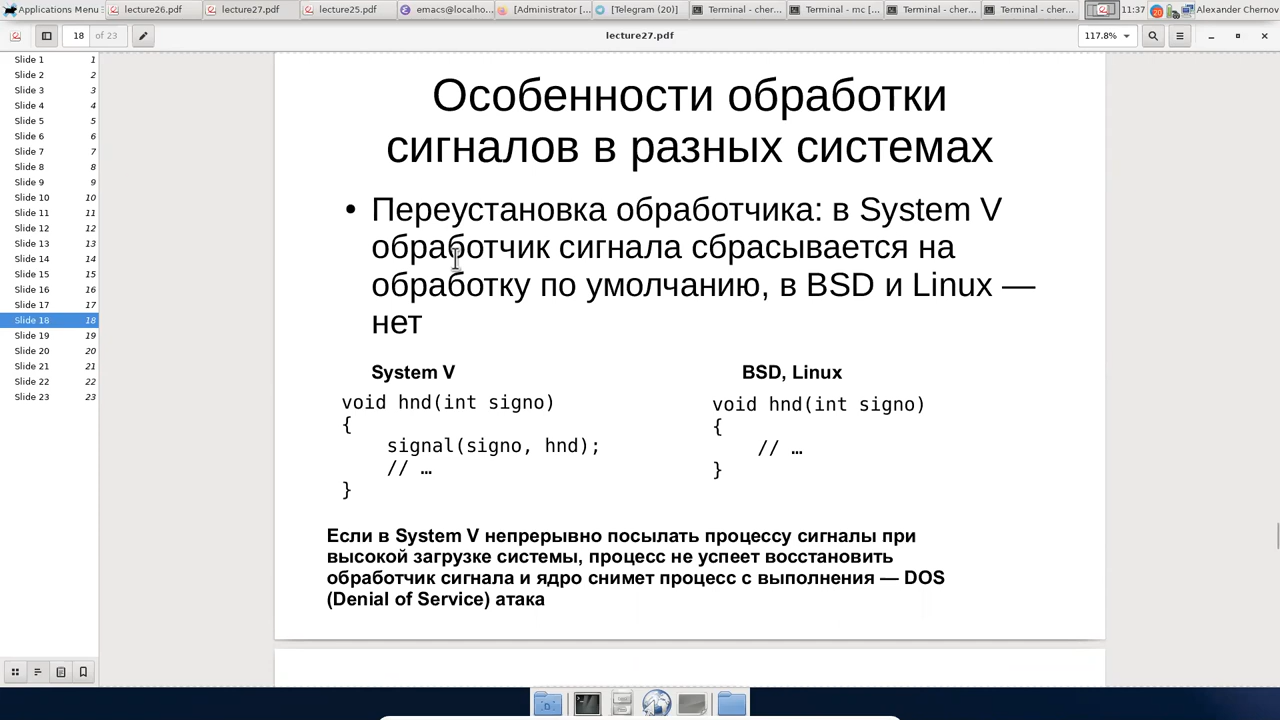 Applications Menu
lecture26.pdf
lecture27.pdf
lecture25.pdf
emacs@localho...
[Administrator [...
[Telegram (20)]
Terminal - cher...
Terminal - mc [...
Terminal - cher...
Terminal - cher...
11:37
20
Alexander Chernov
18 of 23
lecture27.pdf
117.8%
Slide 1 1
Slide 2 2
Slide 3 3
Slide 4 4
Slide 5 5
Slide 6 6
Slide 7 7
Slide 8 8
Slide 9 9
Slide 10 10
Slide 11 11
Slide 12 12
Slide 13 13
Slide 14 14
Slide 15 15
Slide 16 16
Slide 17 17
Slide 18 18
Slide 19 19
Slide 20 20
Slide 21 21
Slide 22 22
Slide 23 23
Особенности обработки
сигналов в разных системах
• Переустановка обработчика: в System V
обработчик сигнала сбрасывается на
обработку по умолчанию, в BSD и Linux —
нет
System V
void hnd(int signo)
{
    signal(signo, hnd);
    // …
}
BSD, Linux
void hnd(int signo)
{
    // …
}
Если в System V непрерывно посылать процессу сигналы при
высокой загрузке системы, процесс не успеет восстановить
обработчик сигнала и ядро снимет процесс с выполнения — DOS
(Denial of Service) атака